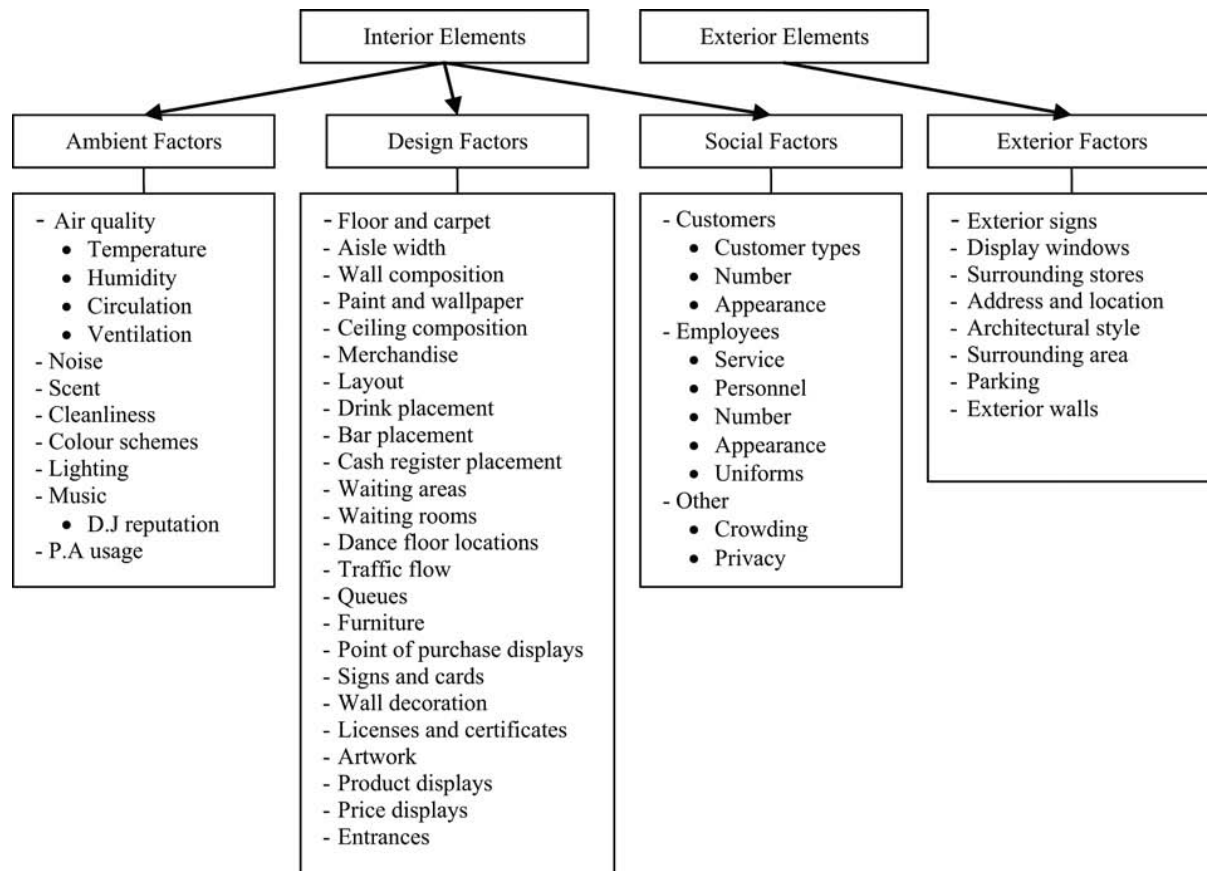 Interior Elements
Exterior Elements
Ambient Factors
Design Factors
Social Factors
Exterior Factors
- Air quality
• Temperature
• Humidity
• Circulation
• Ventilation
- Noise
- Scent
- Cleanliness
- Colour schemes
- Lighting
- Music
• D.J reputation
- P.A usage
- Floor and carpet
- Aisle width
- Wall composition
- Paint and wallpaper
- Ceiling composition
- Merchandise
- Layout
- Drink placement
- Bar placement
- Cash register placement
- Waiting areas
- Waiting rooms
- Dance floor locations
- Traffic flow
- Queues
- Furniture
- Point of purchase displays
- Signs and cards
- Wall decoration
- Licenses and certificates
- Artwork
- Product displays
- Price displays
- Entrances
- Customers
• Customer types
• Number
• Appearance
- Employees
• Service
• Personnel
• Number
• Appearance
• Uniforms
- Other
• Crowding
• Privacy
- Exterior signs
- Display windows
- Surrounding stores
- Address and location
- Architectural style
- Surrounding area
- Parking
- Exterior walls